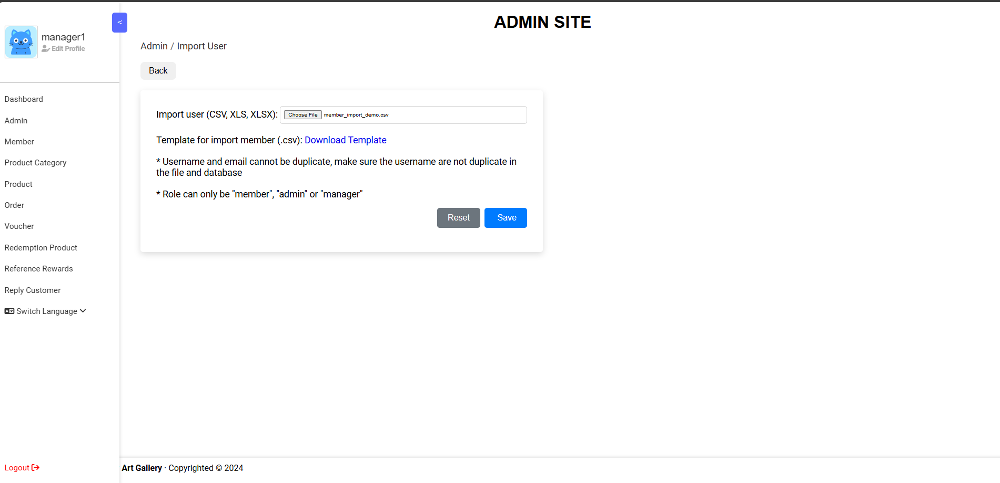 <
ADMIN SITE
manager1
Edit Profile
Admin / Import User
Back
Dashboard
Admin
Member
Product Category
Product
Order
Voucher
Redemption Product
Reference Rewards
Reply Customer
Switch Language
Import user (CSV, XLS, XLSX): Choose File member_import_demo.csv
Template for import member (.csv): Download Template
* Username and email cannot be duplicate, make sure the username are not duplicate in
the file and database
* Role can only be "member", "admin" or "manager"
Reset Save
Logout
Art Gallery · Copyrighted © 2024